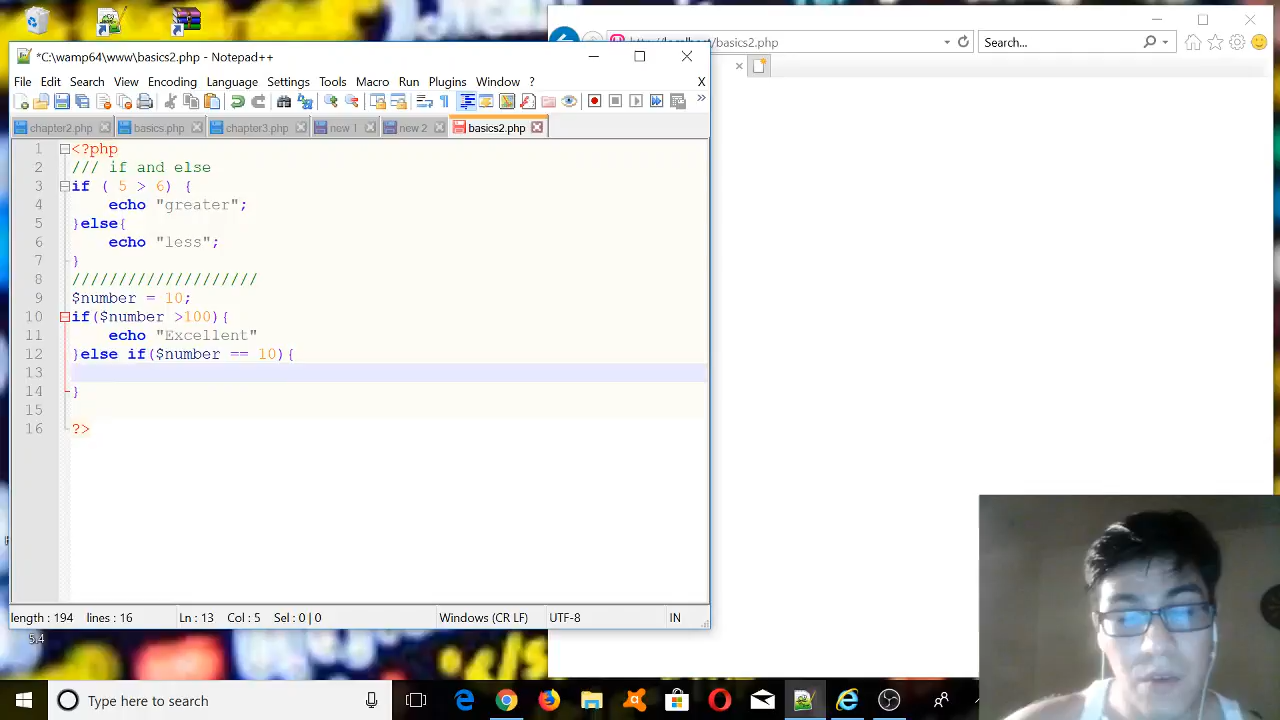 *C:\wamp64\www\basics2.php - Notepad++
File Edit Search View Encoding Language Settings Tools Macro Run Plugins Window ? X
chapter2.php basics.php chapter3.php new 1 new 2 basics2.php
1 <?php
2 /// if and else
3 if ( 5 > 6) {
4 echo "greater";
5 }else{
6 echo "less";
7 }
8 ////////////////////
9 $number = 10;
10 if($number >100){
11 echo "Excellent"
12 }else if($number == 10){
13
14 }
15
16 ?>
length : 194 lines : 16 Ln : 13 Col : 5 Sel : 0 | 0 Windows (CR LF) UTF-8 IN
/basics2.php
Search...
5.4
Type here to search